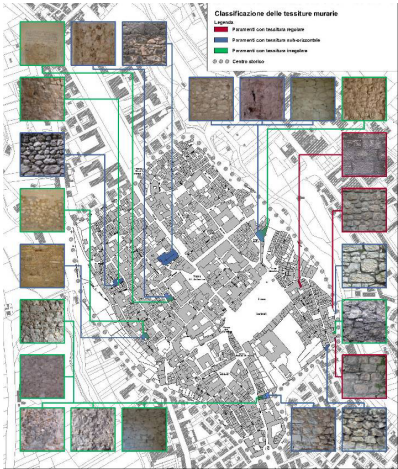 Classificazione delle tessiture murarie
Legenda
Paramenti con tessitura regolare
Paramenti con tessitura sub-orizzontale
Paramenti con tessitura irregolare
Centro storico